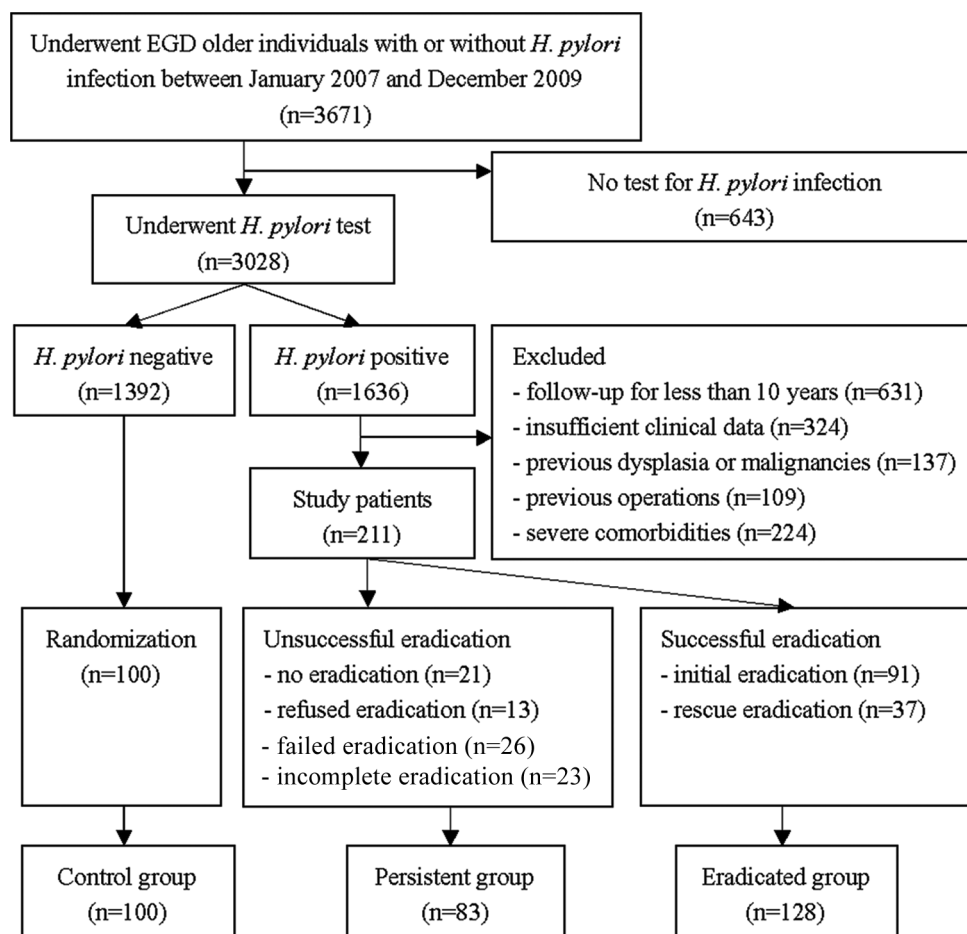 Underwent EGD older individuals with or without H. pylori
infection between January 2007 and December 2009
(n=3671)
No test for H. pylori infection
(n=643)
Underwent H. pylori test
(n=3028)
H. pylori negative
(n=1392)
H. pylori positive
(n=1636)
Excluded
- follow-up for less than 10 years (n=631)
- insufficient clinical data (n=324)
- previous dysplasia or malignancies (n=137)
- previous operations (n=109)
- severe comorbidities (n=224)
Study patients
(n=211)
Randomization
(n=100)
Unsuccessful eradication
- no eradication (n=21)
- refused eradication (n=13)
- failed eradication (n=26)
- incomplete eradication (n=23)
Successful eradication
- initial eradication (n=91)
- rescue eradication (n=37)
Control group
(n=100)
Persistent group
(n=83)
Eradicated group
(n=128)